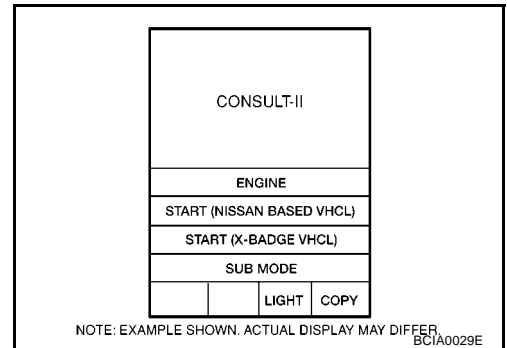 CONSULT-II
ENGINE
START (NISSAN BASED VHCL)
START (X-BADGE VHCL)
SUB MODE
LIGHT COPY
NOTE: EXAMPLE SHOWN. ACTUAL DISPLAY MAY DIFFER.
BCIA0029E